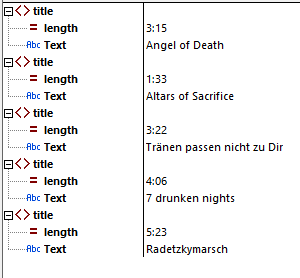 title
length 3:15
Abc Text Angel of Death
title
length 1:33
Abc Text Altars of Sacrifice
title
length 3:22
Abc Text Tränen passen nicht zu Dir
title
length 4:06
Abc Text 7 drunken nights
title
length 5:23
Abc Text Radetzkymarsch